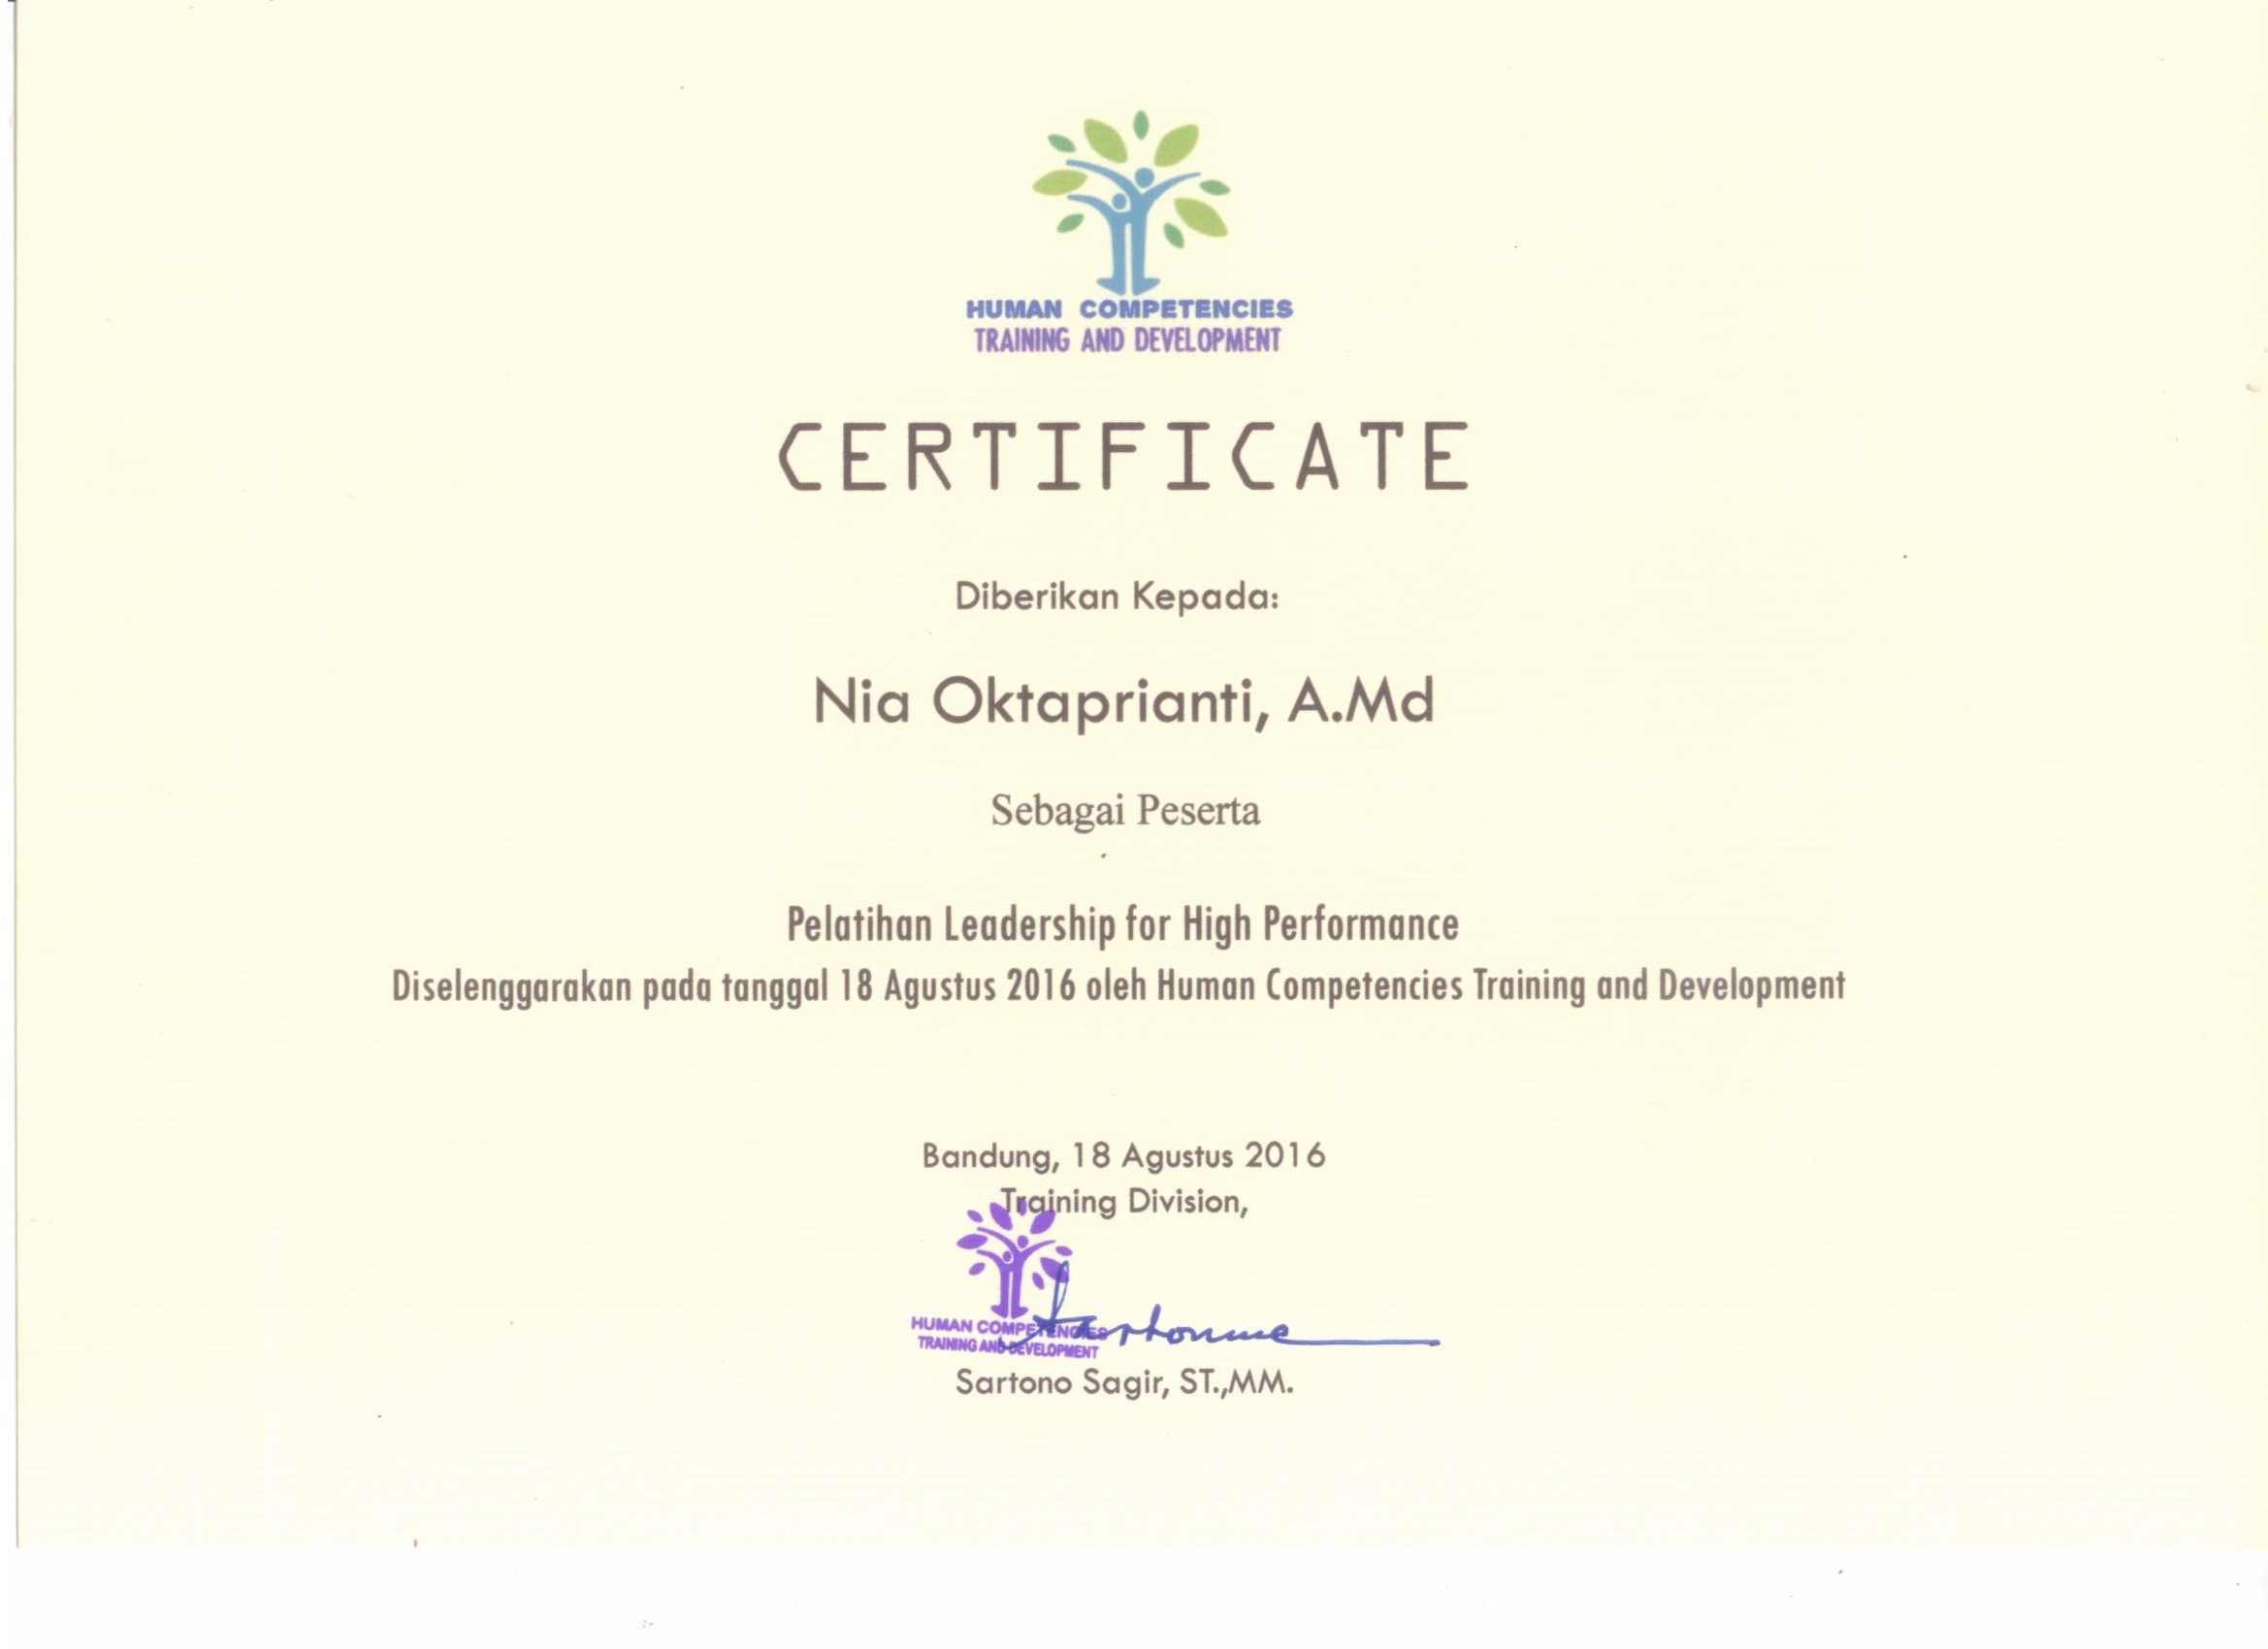 HUMAN COMPETENCIES
TRAINING AND DEVELOPMENT
CERTIFICATE
Diberikan Kepada:
Nia Oktaprianti, A.Md
Sebagai Peserta
Pelatihan Leadership for High Performance
Diselenggarakan pada tanggal 18 Agustus 2016 oleh Human Competencies Training and Development
Bandung, 18 Agustus 2016
Training Division,
HUMAN COMPETENCIES
TRAINING AND DEVELOPMENT
Sartono Sagir, ST.,MM.